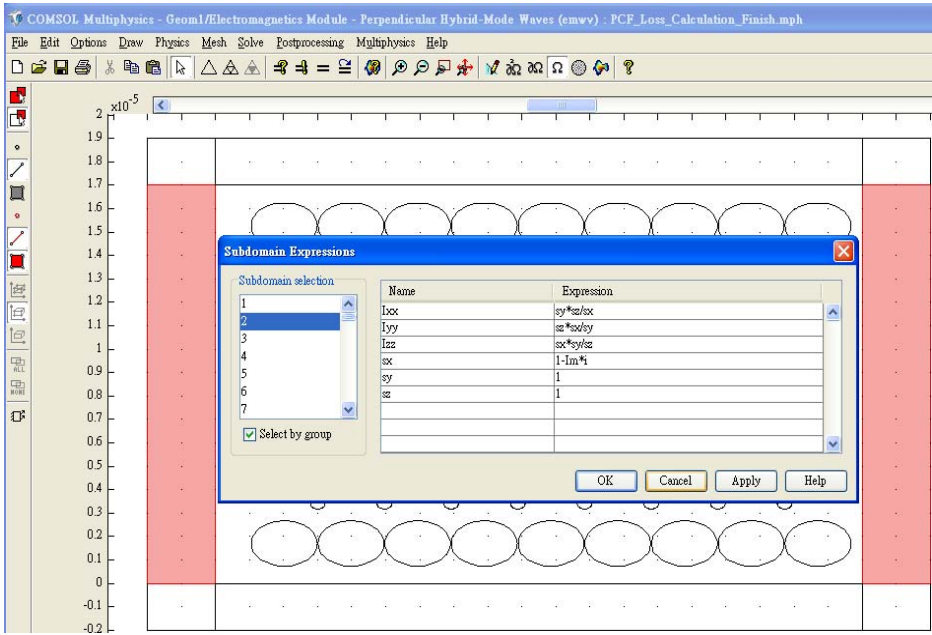 COMSOL Multiphysics - Geom1/Electromagnetics Module - Perpendicular Hybrid-Mode Waves (emwv) : PCF_Loss_Calculation_Finish.mph
File Edit Options Draw Physics Mesh Solve Postprocessing Multiphysics Help
x10^-5
2
1.9
1.8
1.7
1.6
1.5
1.4
1.3
1.2
1.1
1
0.9
0.8
0.7
0.6
0.5
0.4
0.3
0.2
0.1
0
-0.1
-0.2
ALL
NONE
Subdomain Expressions
Subdomain selection
1
2
3
4
5
6
7
Select by group
Name Expression
Ixx sy*sz/sx
Iyy sz*sx/sy
Izz sx*sy/sz
sx 1-Im*i
sy 1
sz 1
OK Cancel Apply Help